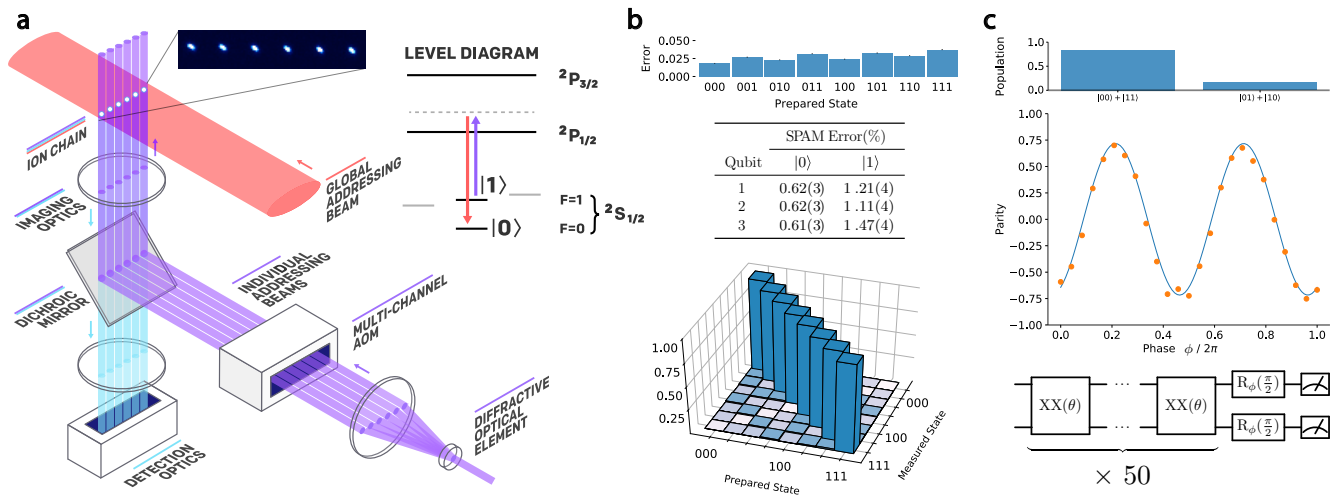 a
LEVEL DIAGRAM
²P₃/₂
²P₁/₂
|1⟩
F=1
²S₁/₂
|0⟩
F=0
ION CHAIN
GLOBAL
ADDRESSING
BEAM
IMAGING
OPTICS
INDIVIDUAL
ADDRESSING
BEAMS
DICHROIC
MIRROR
MULTI-CHANNEL
AOM
DIFFRACTIVE
OPTICAL
ELEMENT
DETECTION
OPTICS
b
Error
0.050
0.025
0.000
000 001 010 011 100 101 110 111
Prepared State
SPAM Error(%)
Qubit |0⟩ |1⟩
1 0.62(3) 1.21(4)
2 0.62(3) 1.11(4)
3 0.61(3) 1.47(4)
1.00
0.75
0.50
0.25
000
100
111
Prepared State
000
100
111
Measured State
c
Population
1.0
0.5
0.0
|00⟩ + |11⟩ |01⟩ + |10⟩
Parity
1.00
0.75
0.50
0.25
0.00
−0.25
−0.50
−0.75
−1.00
0.0 0.2 0.4 0.6 0.8 1.0
Phase ϕ / 2π
XX(θ) ··· XX(θ) R_ϕ(π/2)
··· R_ϕ(π/2)
× 50